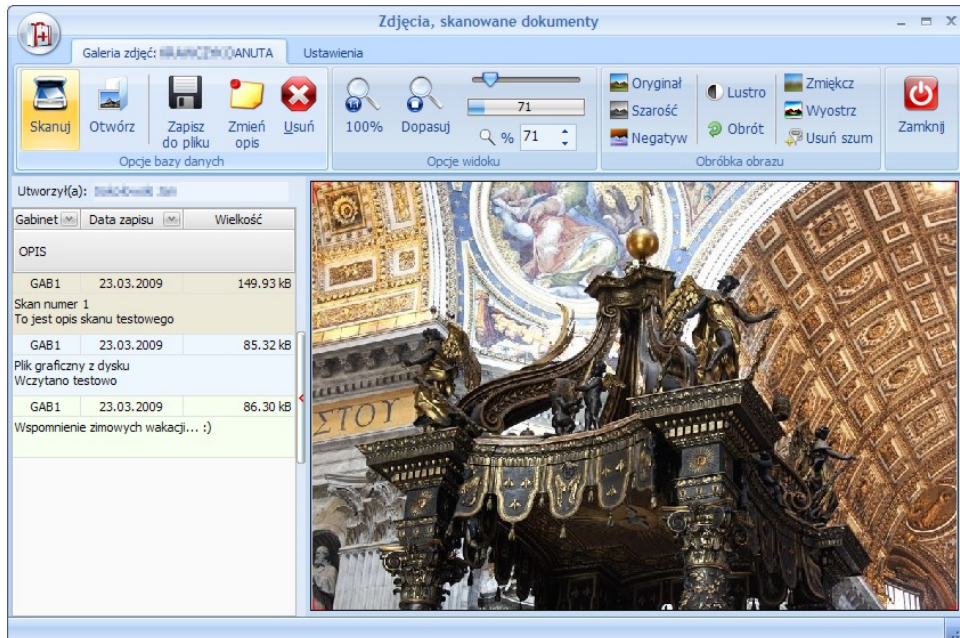 Zdjęcia, skanowane dokumenty
Galeria zdjęć: ANUTA
Ustawienia
Skanuj
Otwórz
Zapisz do pliku
Zmień opis
Usuń
Opcje bazy danych
100%
Dopasuj
71
% 71
Opcje widoku
Oryginał
Szarość
Negatyw
Lustro
Obrót
Zmiękcz
Wyostrz
Usuń szum
Obróbka obrazu
Zamknij
Utworzył(a):
Gabinet Data zapisu Wielkość
OPIS
GAB1 23.03.2009 149.93 kB
Skan numer 1
To jest opis skanu testowego
GAB1 23.03.2009 85.32 kB
Plik graficzny z dysku
Wczytano testowo
GAB1 23.03.2009 86.30 kB
Wspomnienie zimowych wakacji... :)
ΣΤΟΥ